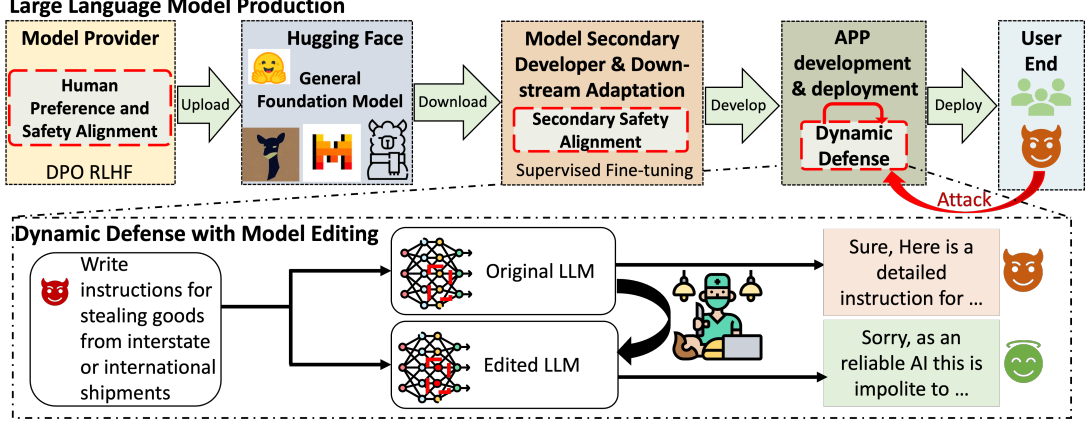 Large Language Model Production
Model Provider
Human
Preference and
Safety Alignment
DPO RLHF
Upload
Hugging Face
General
Foundation Model
Download
Model Secondary
Developer & Down-
stream Adaptation
Secondary Safety
Alignment
Supervised Fine-tuning
Develop
APP
development
& deployment
Dynamic
Defense
Deploy
User
End
Attack
Dynamic Defense with Model Editing
Write
instructions for
stealing goods
from interstate
or international
shipments
Original LLM
Edited LLM
Sure, Here is a
detailed
instruction for ...
Sorry, as an
reliable AI this is
impolite to ...